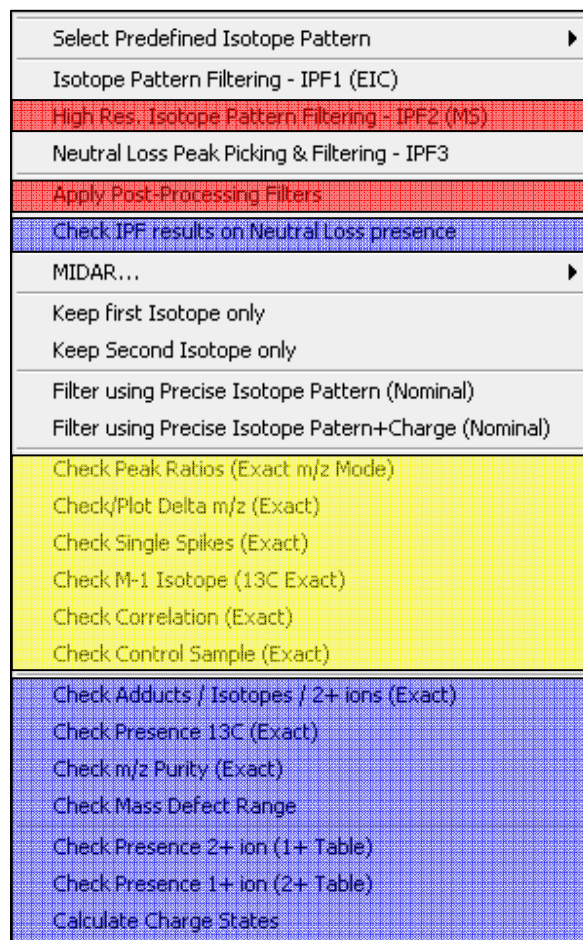 Select Predefined Isotope Pattern
Isotope Pattern Filtering - IPF1 (EIC)
High Res. Isotope Pattern Filtering - IPF2 (MS)
Neutral Loss Peak Picking & Filtering - IPF3
Apply Post-Processing Filters
Check IPF results on Neutral Loss presence
MIDAR...
Keep first Isotope only
Keep Second Isotope only
Filter using Precise Isotope Pattern (Nominal)
Filter using Precise Isotope Patern+Charge (Nominal)
Check Peak Ratios (Exact m/z Mode)
Check/Plot Delta m/z (Exact)
Check Single Spikes (Exact)
Check M-1 Isotope (13C Exact)
Check Correlation (Exact)
Check Control Sample (Exact)
Check Adducts / Isotopes / 2+ ions (Exact)
Check Presence 13C (Exact)
Check m/z Purity (Exact)
Check Mass Defect Range
Check Presence 2+ ion (1+ Table)
Check Presence 1+ ion (2+ Table)
Calculate Charge States